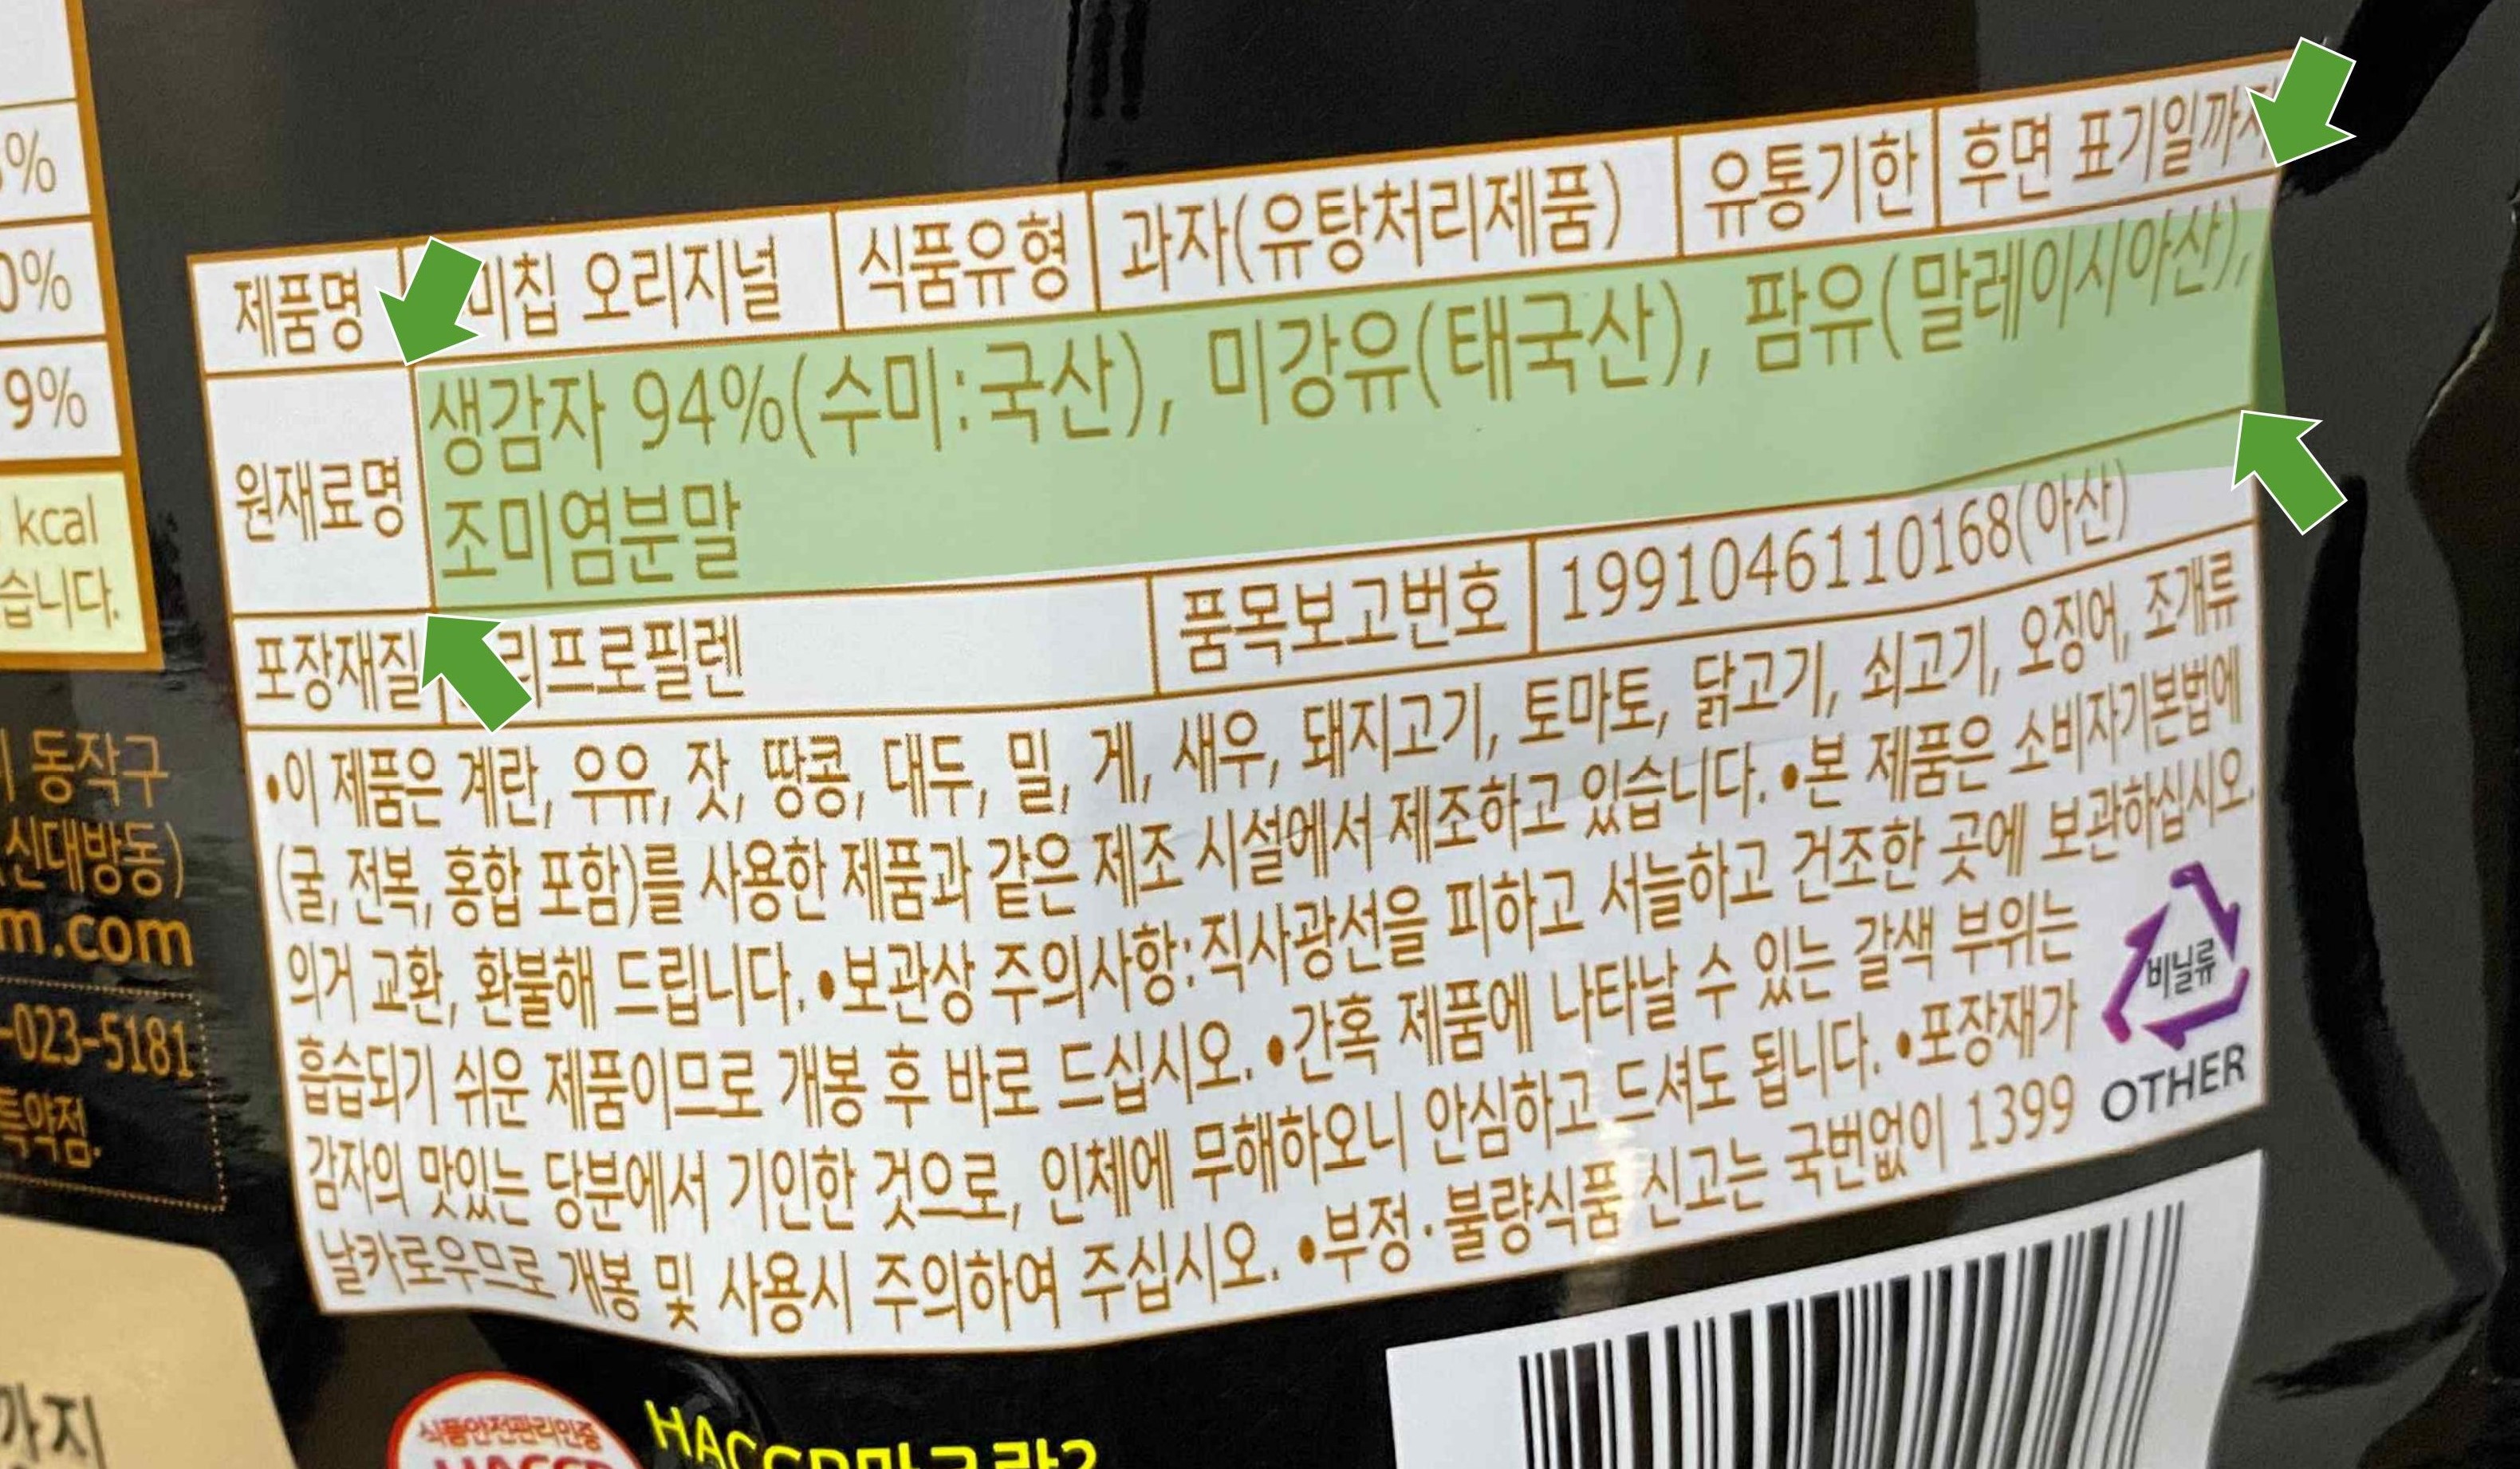 %
0%
9%
kcal
습니다.
동작구
신대방동)
m.com
-023-5181
특약점.
까지
제품명 미칩 오리지널 식품유형 과자(유탕처리제품) 유통기한 후면 표기일까지
원재료명 생감자 94%(수미:국산), 미강유(태국산), 팜유(말레이시아산),
조미염분말
포장재질 리프로필렌 품목보고번호 1991046110168(아산)
•이 제품은 계란, 우유, 잣, 땅콩, 대두, 밀, 게, 새우, 돼지고기, 토마토, 닭고기, 쇠고기, 오징어, 조개류
(굴, 전복, 홍합 포함)를 사용한 제품과 같은 제조 시설에서 제조하고 있습니다. •본 제품은 소비자기본법에
의거 교환, 환불해 드립니다. •보관상 주의사항:직사광선을 피하고 서늘하고 건조한 곳에 보관하십시오.
흡습되기 쉬운 제품이므로 개봉 후 바로 드십시오. •간혹 제품에 나타날 수 있는 갈색 부위는
감자의 맛있는 당분에서 기인한 것으로, 인체에 무해하오니 안심하고 드셔도 됩니다. •포장재가
날카로우므로 개봉 및 사용시 주의하여 주십시오. •부정·불량식품 신고는 국번없이 1399
비닐류
OTHER
식품안전관리인증
HACCP
HACCP마크란?